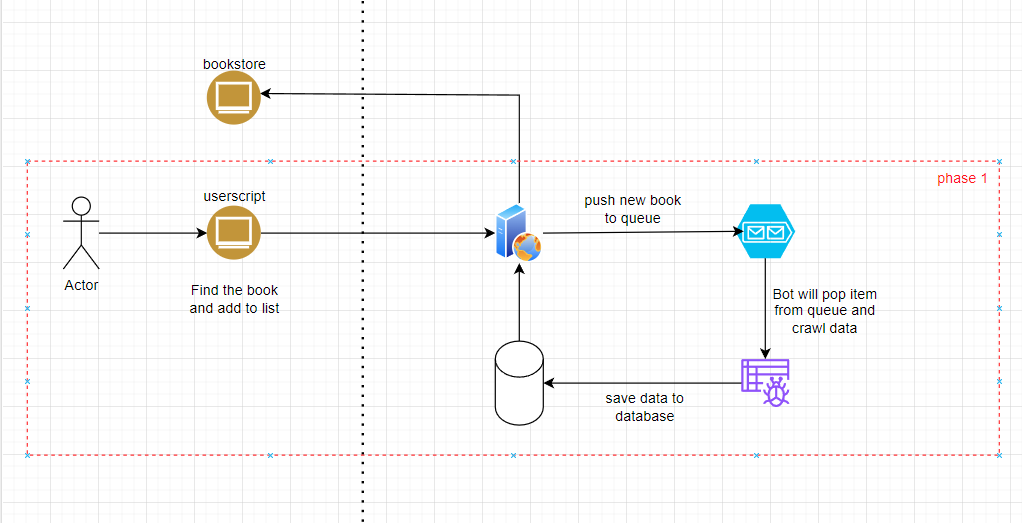 bookstore
phase 1
userscript
push new book
to queue
Actor
Find the book
and add to list
Bot will pop item
from queue and
crawl data
save data to
database